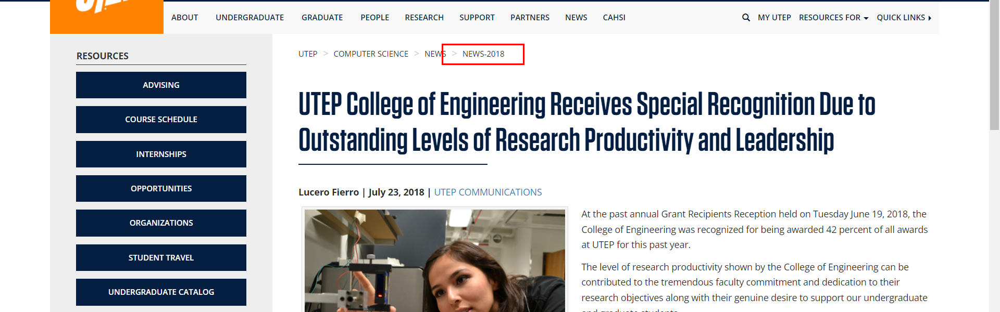 ABOUT UNDERGRADUATE GRADUATE PEOPLE RESEARCH SUPPORT PARTNERS NEWS CAHSI MY UTEP RESOURCES FOR QUICK LINKS
RESOURCES
ADVISING
COURSE SCHEDULE
INTERNSHIPS
OPPORTUNITIES
ORGANIZATIONS
STUDENT TRAVEL
UNDERGRADUATE CATALOG
UTEP > COMPUTER SCIENCE > NEWS > NEWS-2018
UTEP College of Engineering Receives Special Recognition Due to
Outstanding Levels of Research Productivity and Leadership
Lucero Fierro | July 23, 2018 | UTEP COMMUNICATIONS
At the past annual Grant Recipients Reception held on Tuesday June 19, 2018, the
College of Engineering was recognized for being awarded 42 percent of all awards
at UTEP for this past year.
The level of research productivity shown by the College of Engineering can be
contributed to the tremendous faculty commitment and dedication to their
research objectives along with their genuine desire to support our undergraduate